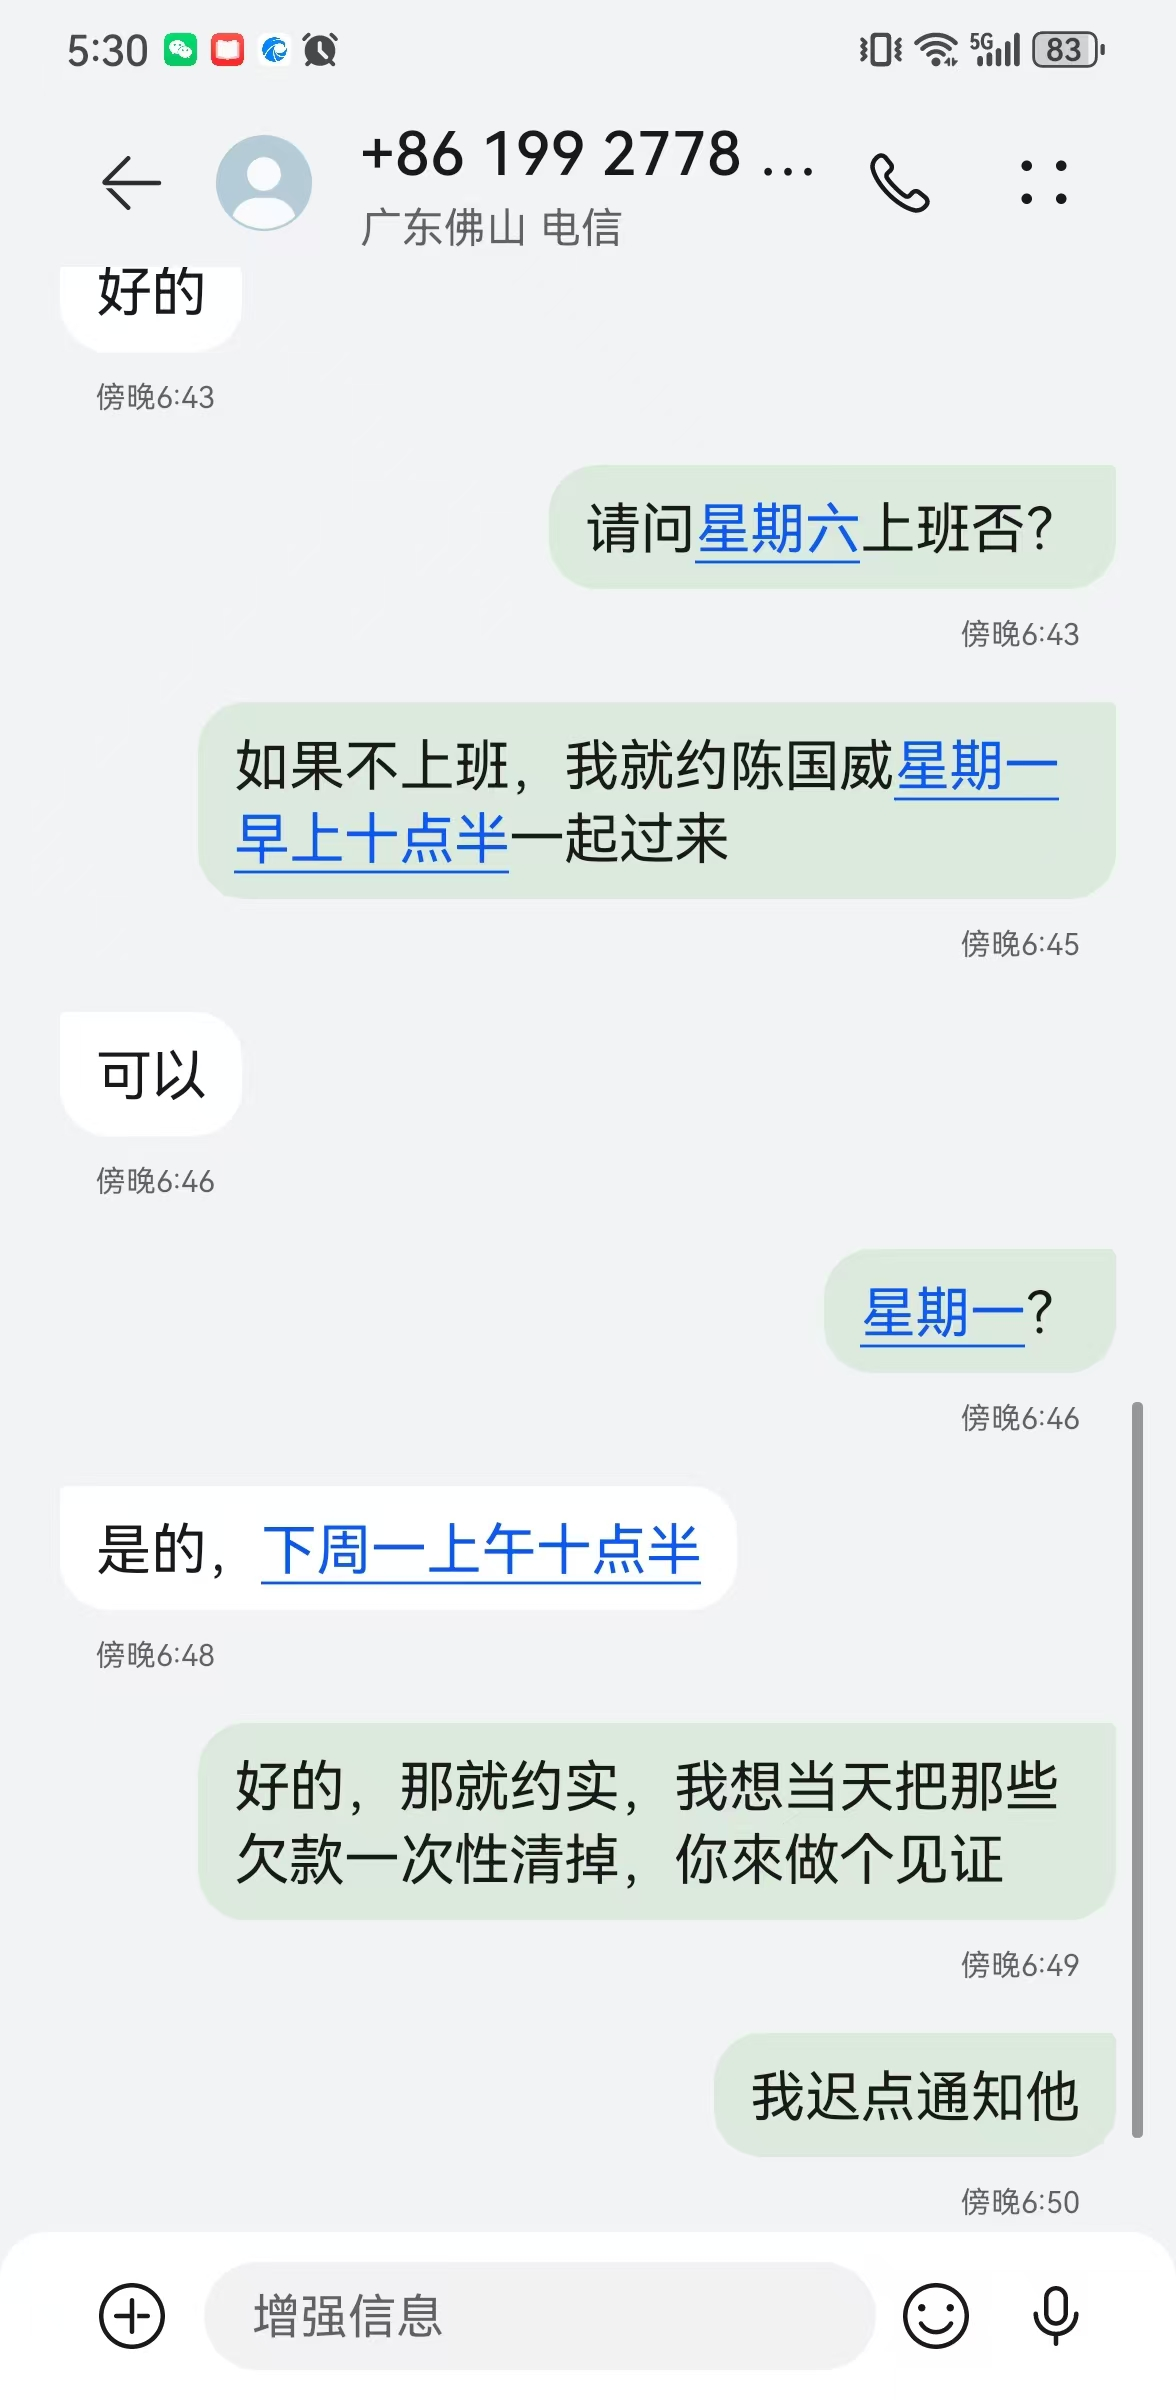 5:30
5G
83
+86 199 2778 ...
广东佛山 电信
好的
傍晚6:43
请问星期六上班否？
傍晚6:43
如果不上班，我就约陈国威星期一
早上十点半一起过来
傍晚6:45
可以
傍晚6:46
星期一？
傍晚6:46
是的，下周一上午十点半
傍晚6:48
好的，那就约实，我想当天把那些
欠款一次性清掉，你來做个见证
傍晚6:49
我迟点通知他
傍晚6:50
增强信息